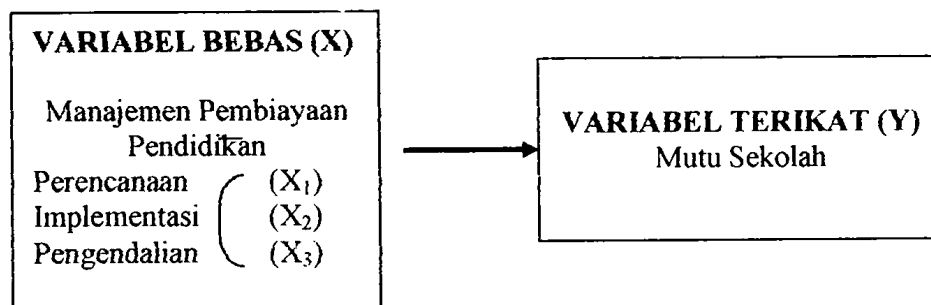 VARIABEL BEBAS (X)
Manajemen Pembiayaan
Pendidikan
Perencanaan (X₁)
Implementasi (X₂)
Pengendalian (X₃)
VARIABEL TERIKAT (Y)
Mutu Sekolah